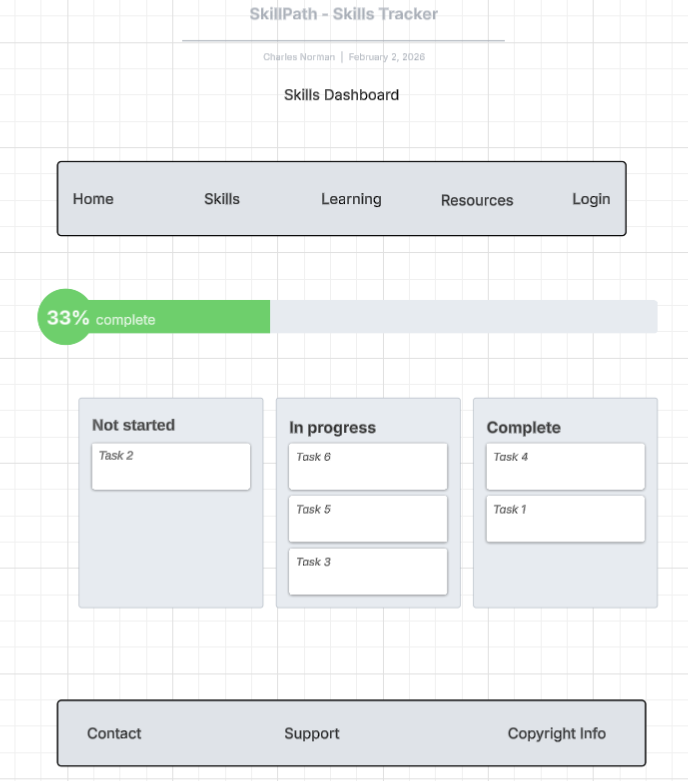 SkillPath - Skills Tracker
Charles Norman | February 2, 2026
Skills Dashboard
Home Skills Learning Resources Login
33% complete
Not started In progress Complete
Task 2 Task 6 Task 4
Task 5 Task 1
Task 3
Contact Support Copyright Info